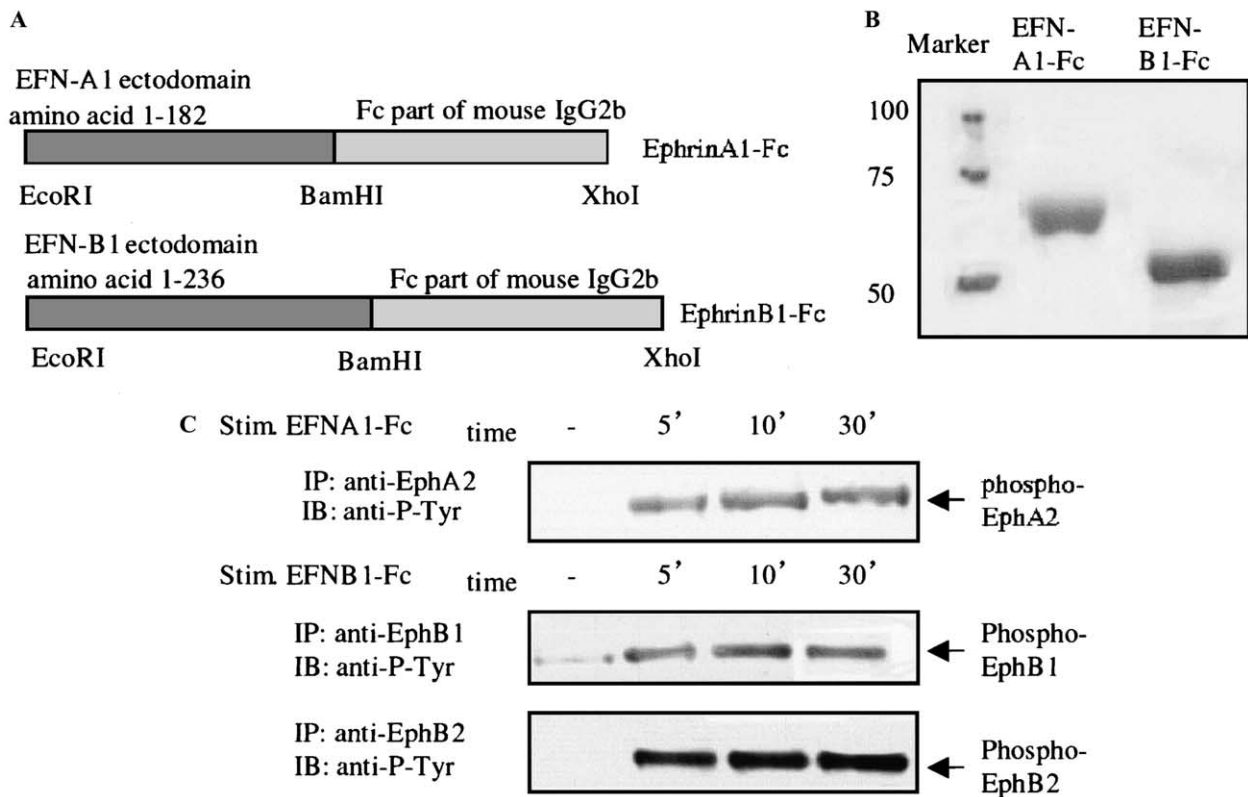 A
EFN-A1 ectodomain
amino acid 1-182
Fc part of mouse IgG2b
EphrinA1-Fc
EcoRI
BamHI
XhoI
EFN-B1 ectodomain
amino acid 1-236
Fc part of mouse IgG2b
EphrinB1-Fc
EcoRI
BamHI
XhoI
B
Marker
EFN-
A1-Fc
EFN-
B1-Fc
100
75
50
C Stim. EFNA1-Fc time - 5' 10' 30'
IP: anti-EphA2
IB: anti-P-Tyr
phospho-
EphA2
Stim. EFNB1-Fc time - 5' 10' 30'
IP: anti-EphB1
IB: anti-P-Tyr
Phospho-
EphB1
IP: anti-EphB2
IB: anti-P-Tyr
Phospho-
EphB2